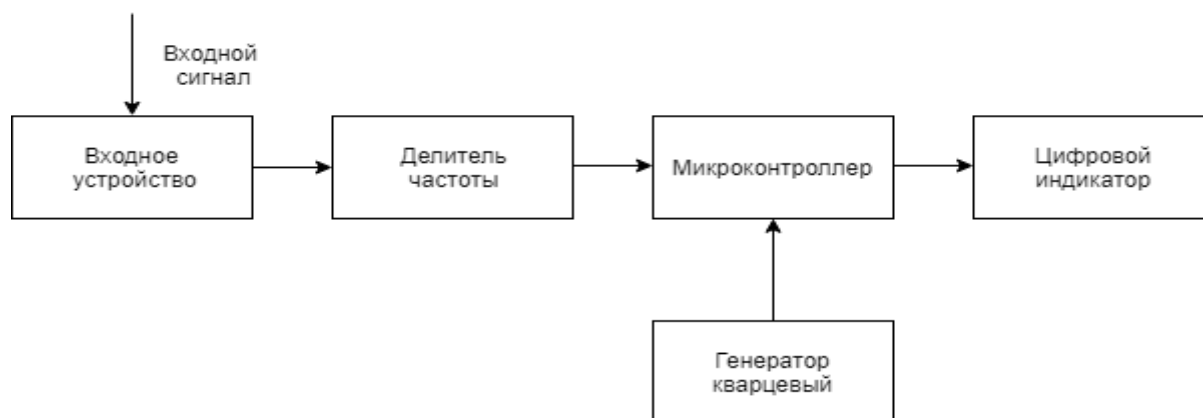 Входной
сигнал
Входное
устройство
Делитель
частоты
Микроконтроллер
Цифровой
индикатор
Генератор
кварцевый